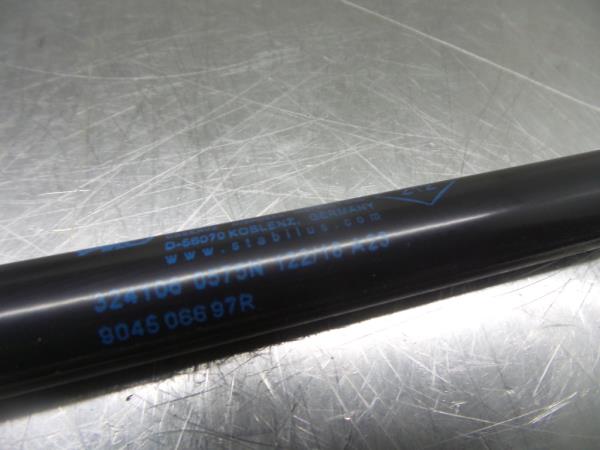 D-56070 KOBLENZ, GERMANY
www.stabilus.com
324106 0575N 122/16 A23
904506697R